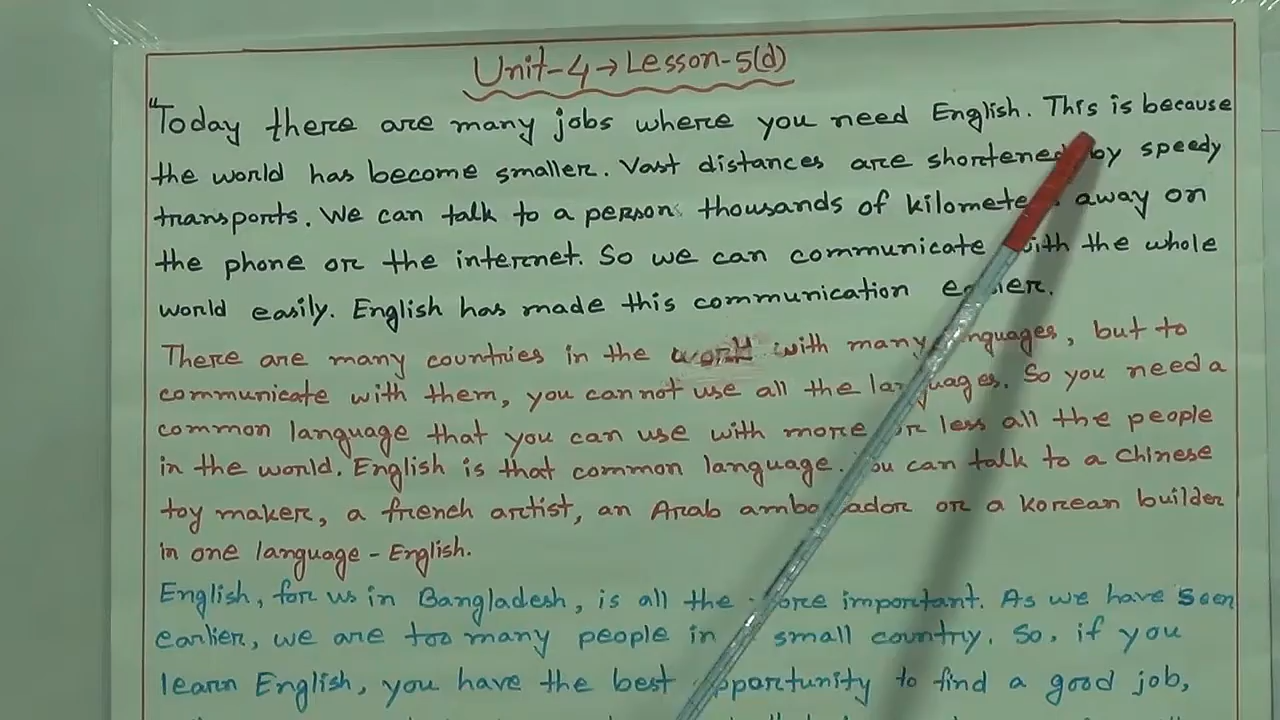 Unit-4→Lesson-5(d)
"Today there are many jobs where you need English. This is because
the world has become smaller. Vast distances are shortened by speedy
transports. We can talk to a person thousands of kilomete away on
the phone or the internet. So we can communicate with the whole
world easily. English has made this communication easier.
There are many countries in the with many languages, but to
communicate with them, you cannot use all the languages. So you need a
common language that you can use with more or less all the people
in the world. English is that common language. You can talk to a chinese
toy maker, a french artist, an Arab ambassador or a Korean builder
in one language - English.
English, for us in Bangladesh, is all the more important. As we have seen
earlier, we are too many people in small country. So, if you
learn English, you have the best opportunity to find a good job,